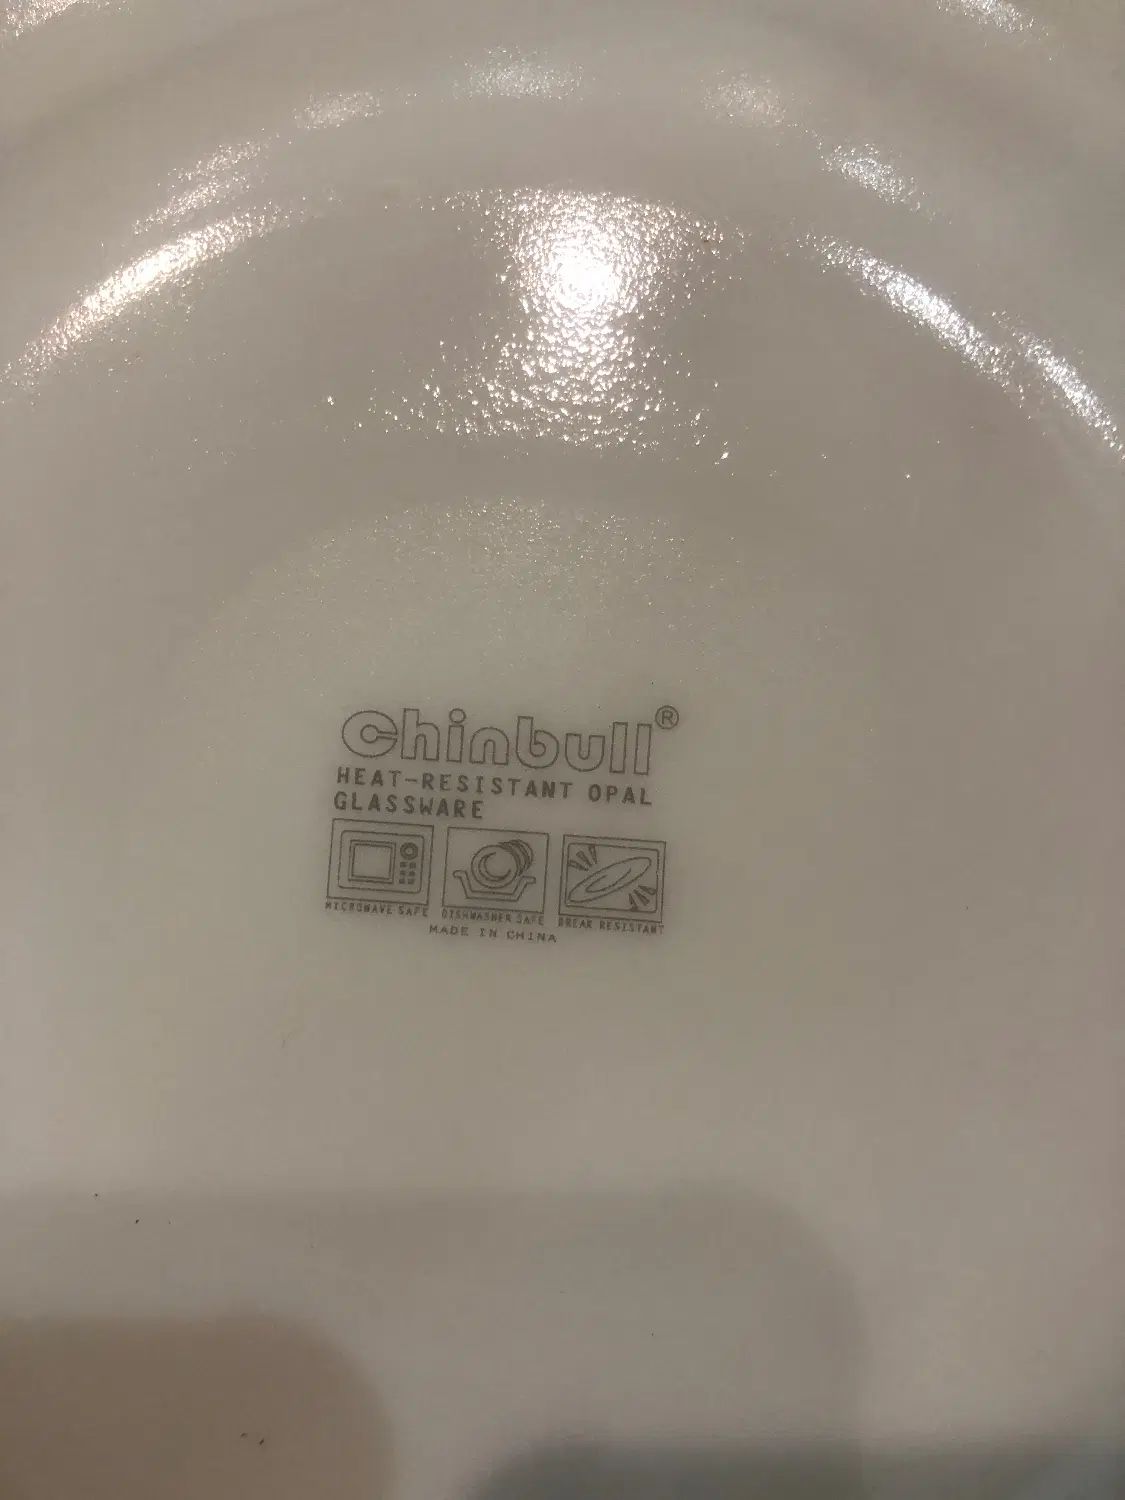 Chinbull®
HEAT-RESISTANT OPAL
GLASSWARE
MICROWAVE SAFE DISHWASHER SAFE BREAK RESISTANT
MADE IN CHINA